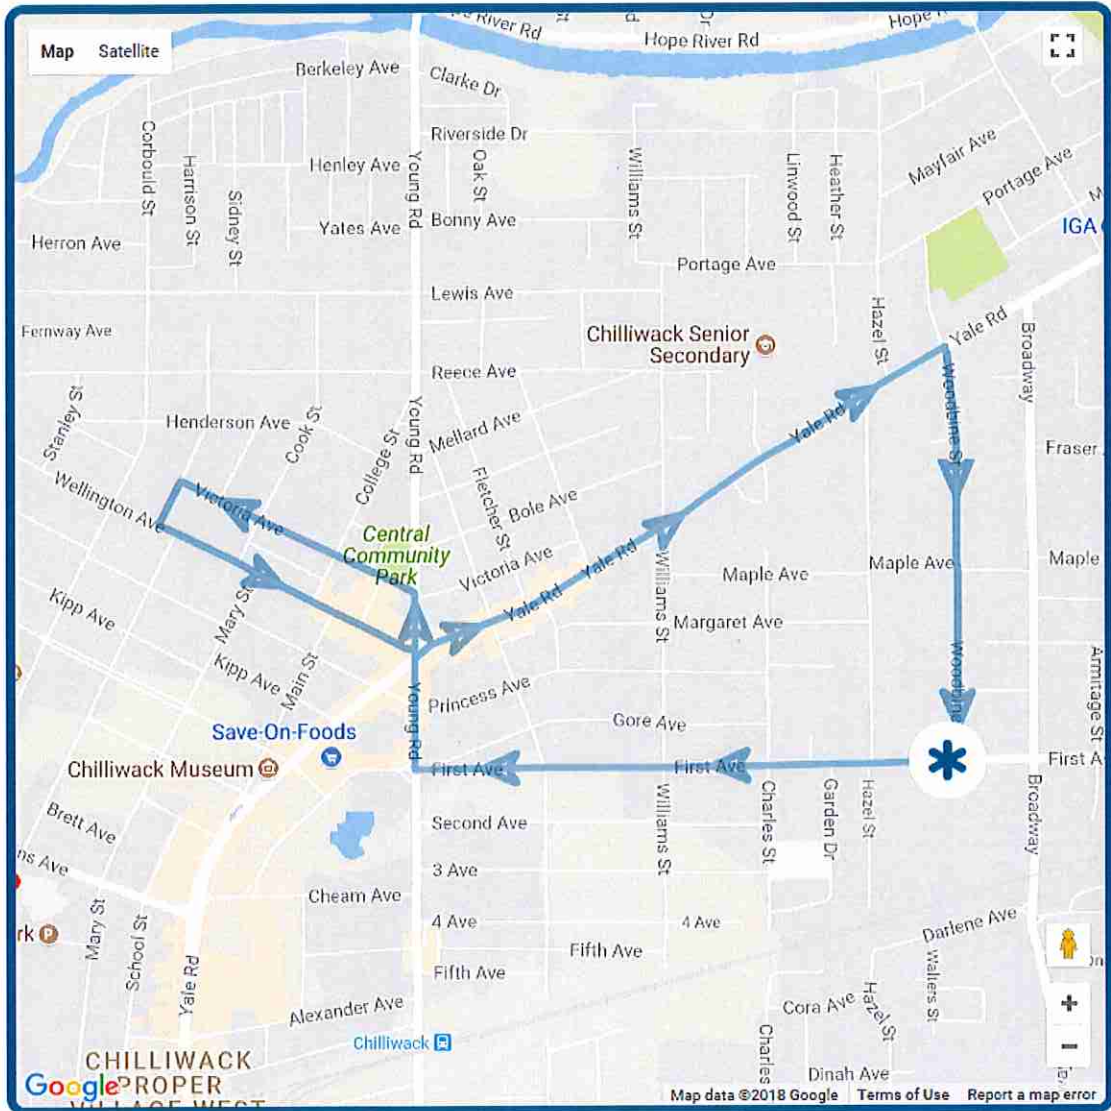 Map Satellite
Hope River Rd
Hope River Rd
Berkeley Ave
Clarke Dr
Riverside Dr
Henley Ave
Corbould St
Harrison St
Sidney St
Young Rd
Oak St
Williams St
Linwood St
Heather St
Mayfair Ave
Portage Ave
Yates Ave
Bonny Ave
Herron Ave
IGA
Portage Ave
Lewis Ave
Fernway Ave
Hazel St
Yale Rd
Broadway
Chilliwack Senior
Secondary
Reece Ave
Stanley St
Henderson Ave
Cook St
College St
Young Rd
Mellard Ave
Yale Rd
Woodbine St
Fraser
Wellington Ave
Victoria Ave
Fletcher St
Bole Ave
Central
Community
Park
Victoria Ave
Yale Rd
Yale Rd
Williams St
Maple Ave
Maple Ave
Maple
Kipp Ave
Mary St
Margaret Ave
Kipp Ave
Main St
Princess Ave
Young Rd
Woodbine
Armitage St
Gore Ave
Save-On-Foods
Chilliwack Museum
First Ave
First Ave
First A
Brett Ave
Second Ave
Williams St
Charles St
Garden Dr
Hazel St
Broadway
ns Ave
3 Ave
Cheam Ave
Mary St
School St
4 Ave
4 Ave
Darlene Ave
rk P
Fifth Ave
Fifth Ave
Yale Rd
Walters St
Alexander Ave
Cora Ave
Hazel St
Chilliwack
Charles
Dinah Ave
CHILLIWACK
PROPER
VILLAGE WEST
Google
Map data ©2018 Google Terms of Use Report a map error